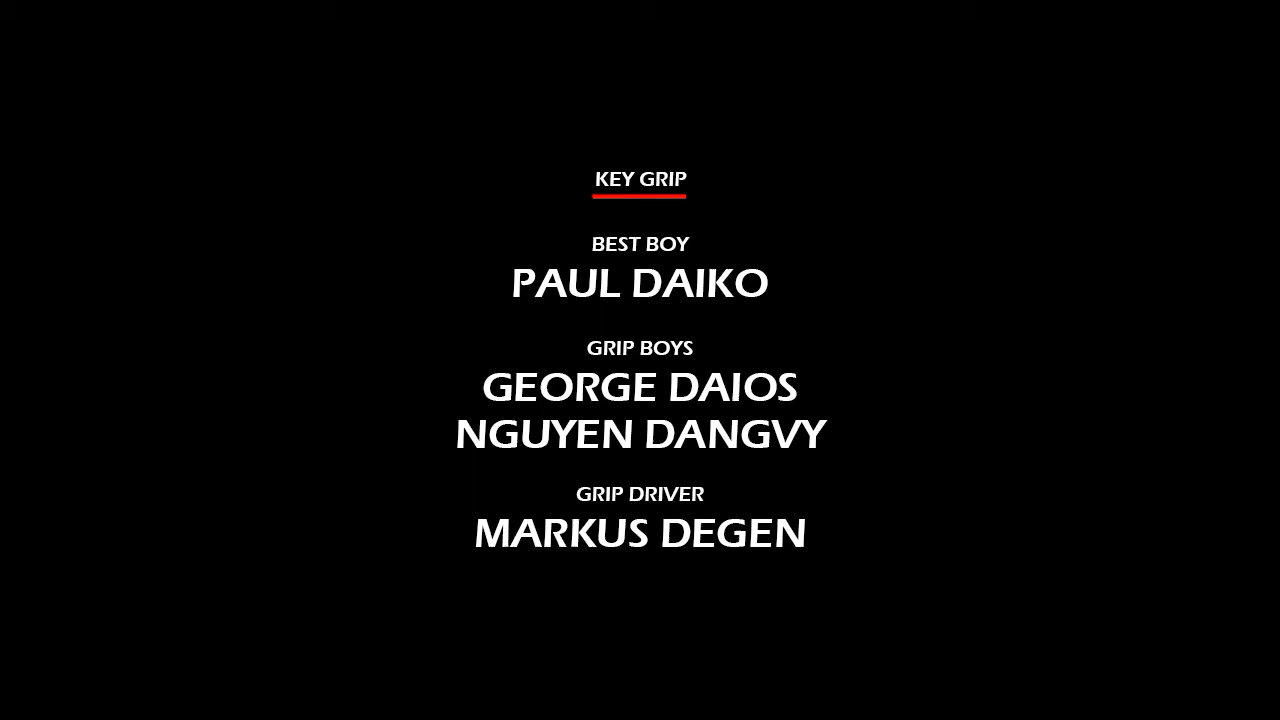 KEY GRIP
BEST BOY
PAUL DAIKO
GRIP BOYS
GEORGE DAIOS
NGUYEN DANGVY
GRIP DRIVER
MARKUS DEGEN